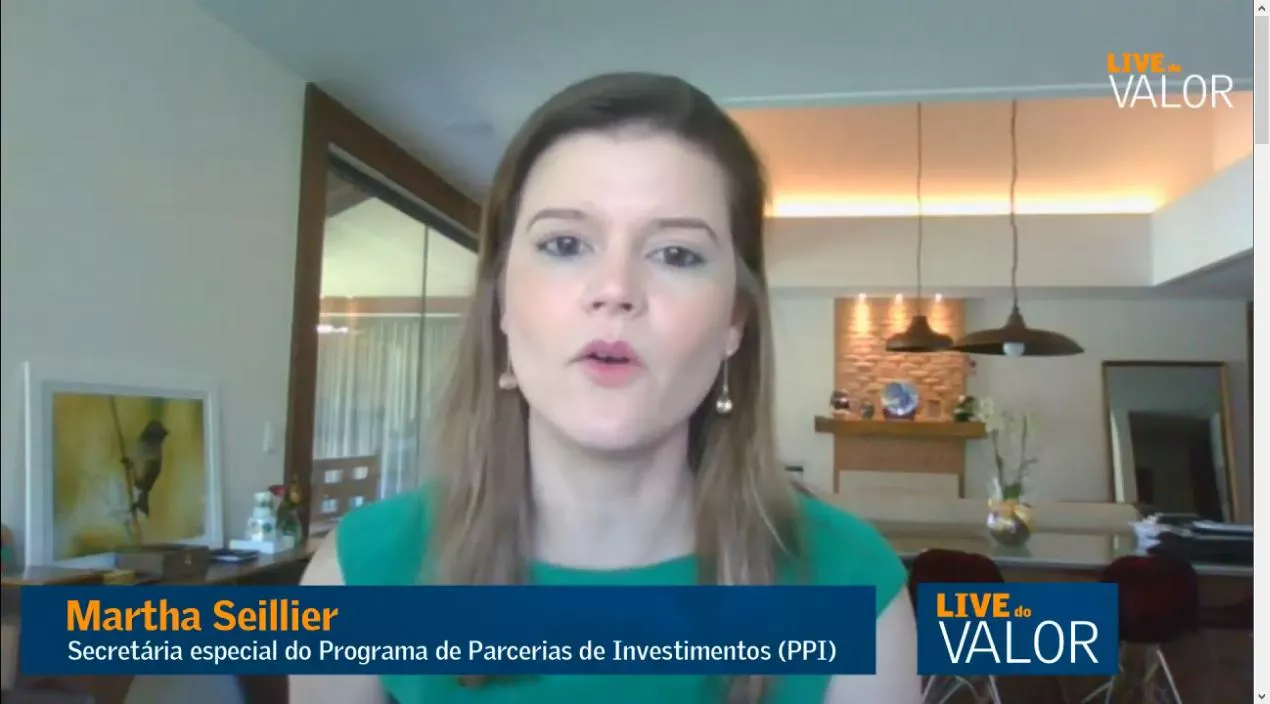 LIVE do
VALOR
Martha Seillier
Secretária especial do Programa de Parcerias de Investimentos (PPI)
LIVE do
VALOR